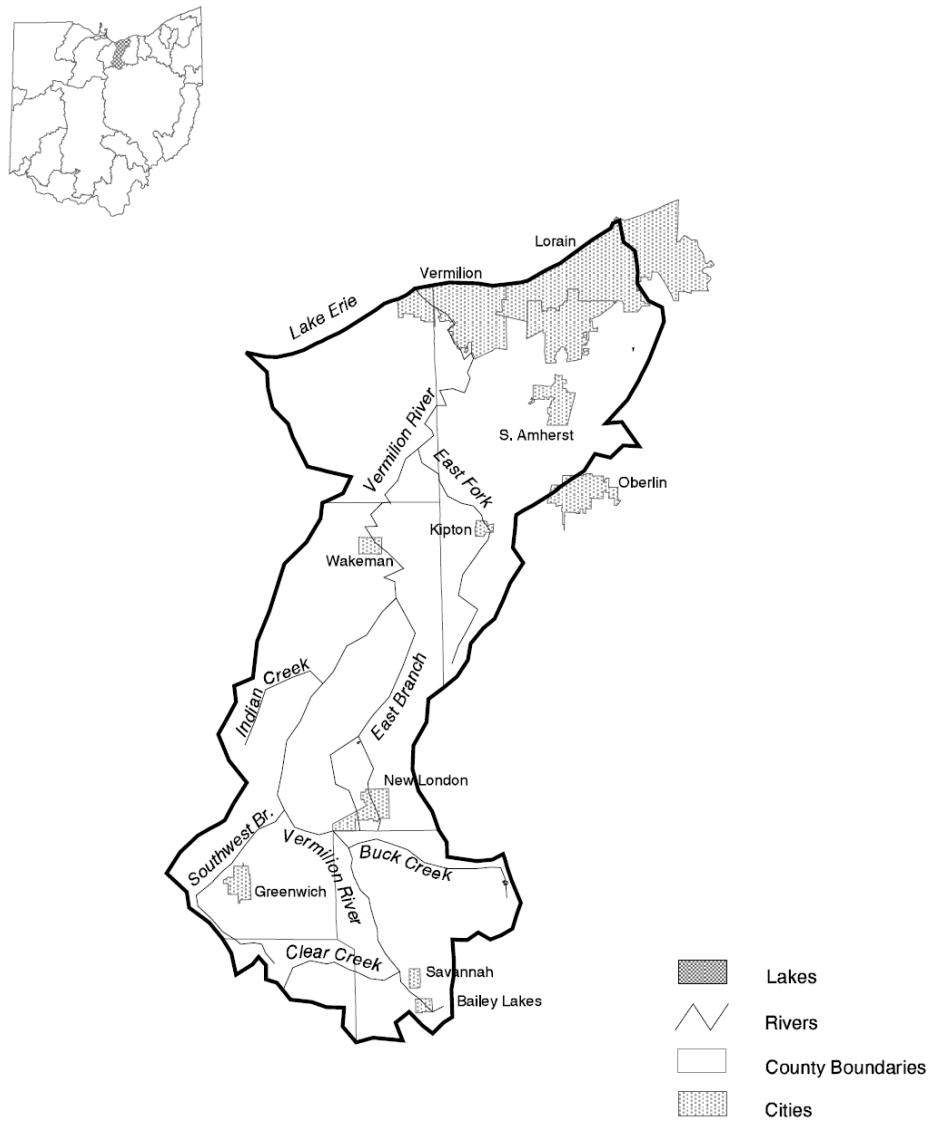 Lorain
Vermilion
Lake Erie
Vermilion River
S. Amherst
East Fork
Oberlin
Kipton
Wakeman
Indian Creek
East Branch
New London
Southwest Br.
Vermilion River
Buck Creek
Greenwich
Clear Creek
Savannah
Bailey Lakes
Lakes
Rivers
County Boundaries
Cities